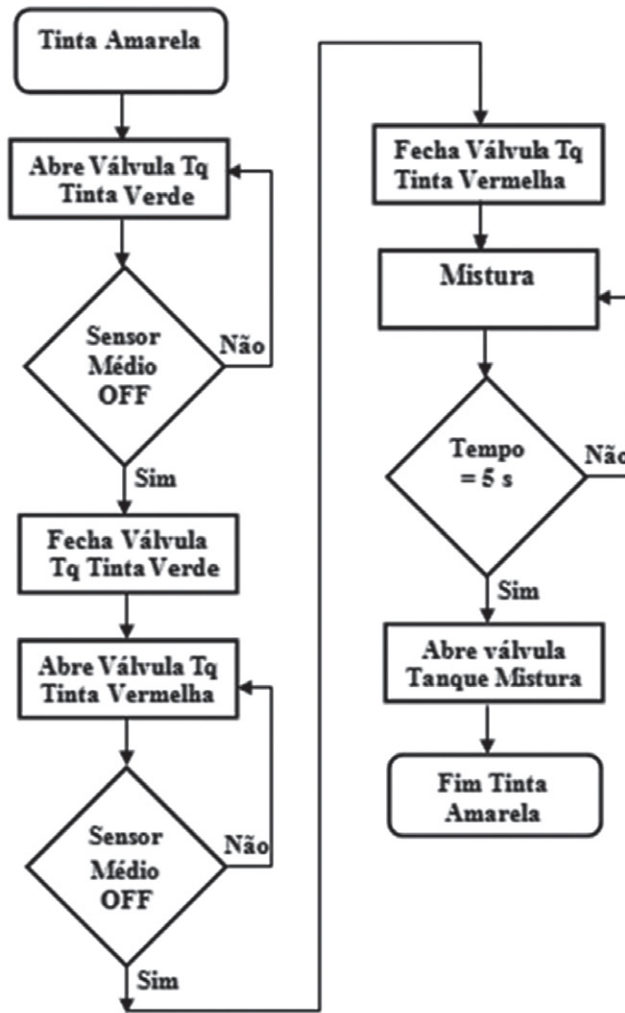 Tinta Amarela
Abre Válvula Tq
Tinta Verde
Sensor
Médio
OFF
Não
Sim
Fecha Válvula
Tq Tinta Verde
Abre Válvula Tq
Tinta Vermelha
Sensor
Médio
OFF
Não
Sim
Fecha Válvula Tq
Tinta Vermelha
Mistura
Tempo
= 5 s
Não
Sim
Abre válvula
Tanque Mistura
Fim Tinta
Amarela